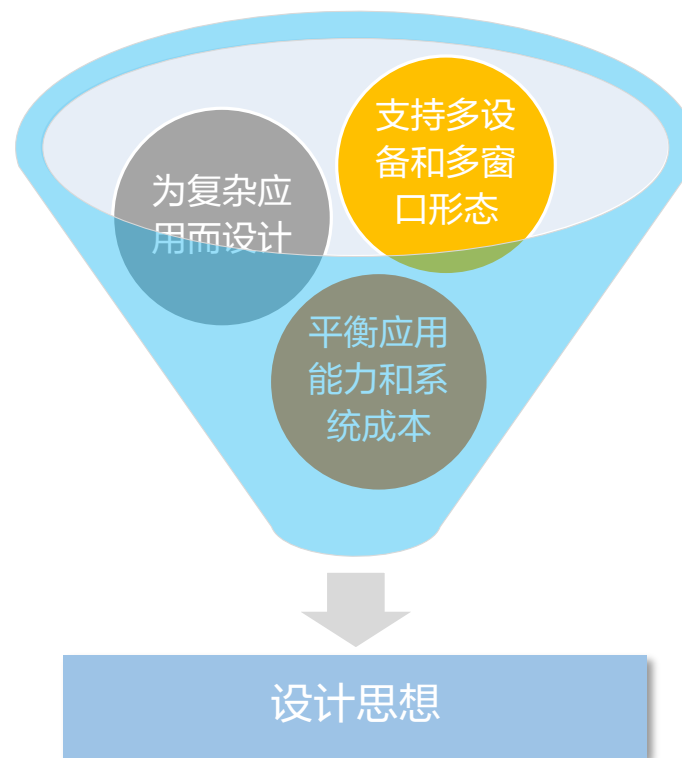 支持多设
备和多窗
口形态
为复杂应
用而设计
平衡应用
能力和系
统成本
设计思想